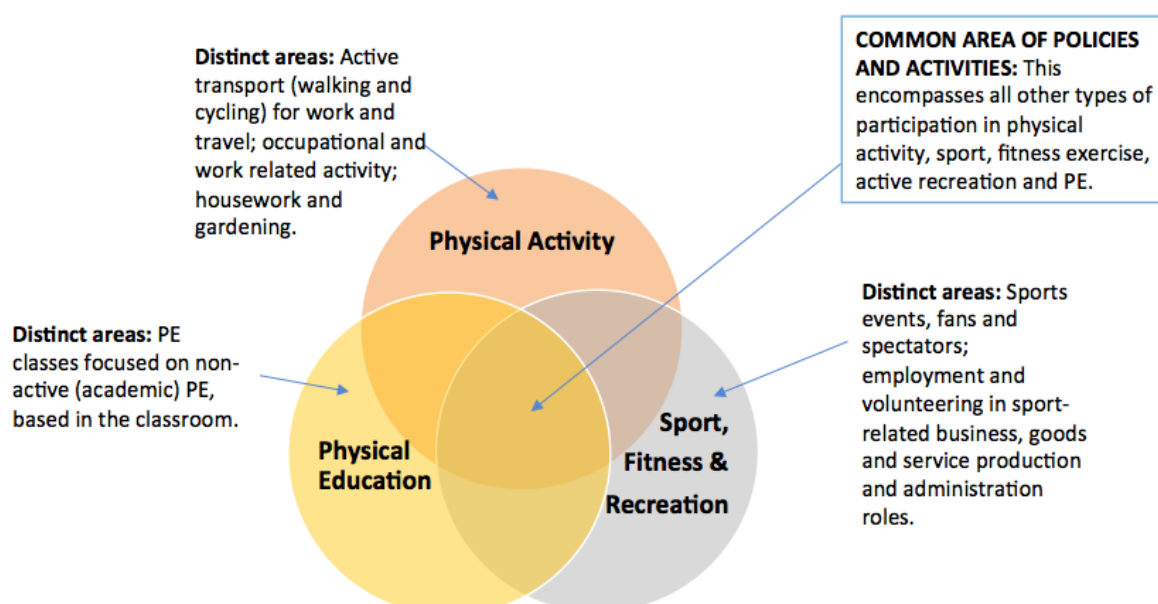 Distinct areas: Active
transport (walking and
cycling) for work and
travel; occupational and
work related activity;
housework and
gardening.
COMMON AREA OF POLICIES
AND ACTIVITIES: This
encompasses all other types of
participation in physical
activity, sport, fitness exercise,
active recreation and PE.
Physical Activity
Distinct areas: PE
classes focused on non-
active (academic) PE,
based in the classroom.
Distinct areas: Sports
events, fans and
spectators;
employment and
volunteering in sport-
related business, goods
and service production
and administration
roles.
Physical
Education
Sport,
Fitness &
Recreation